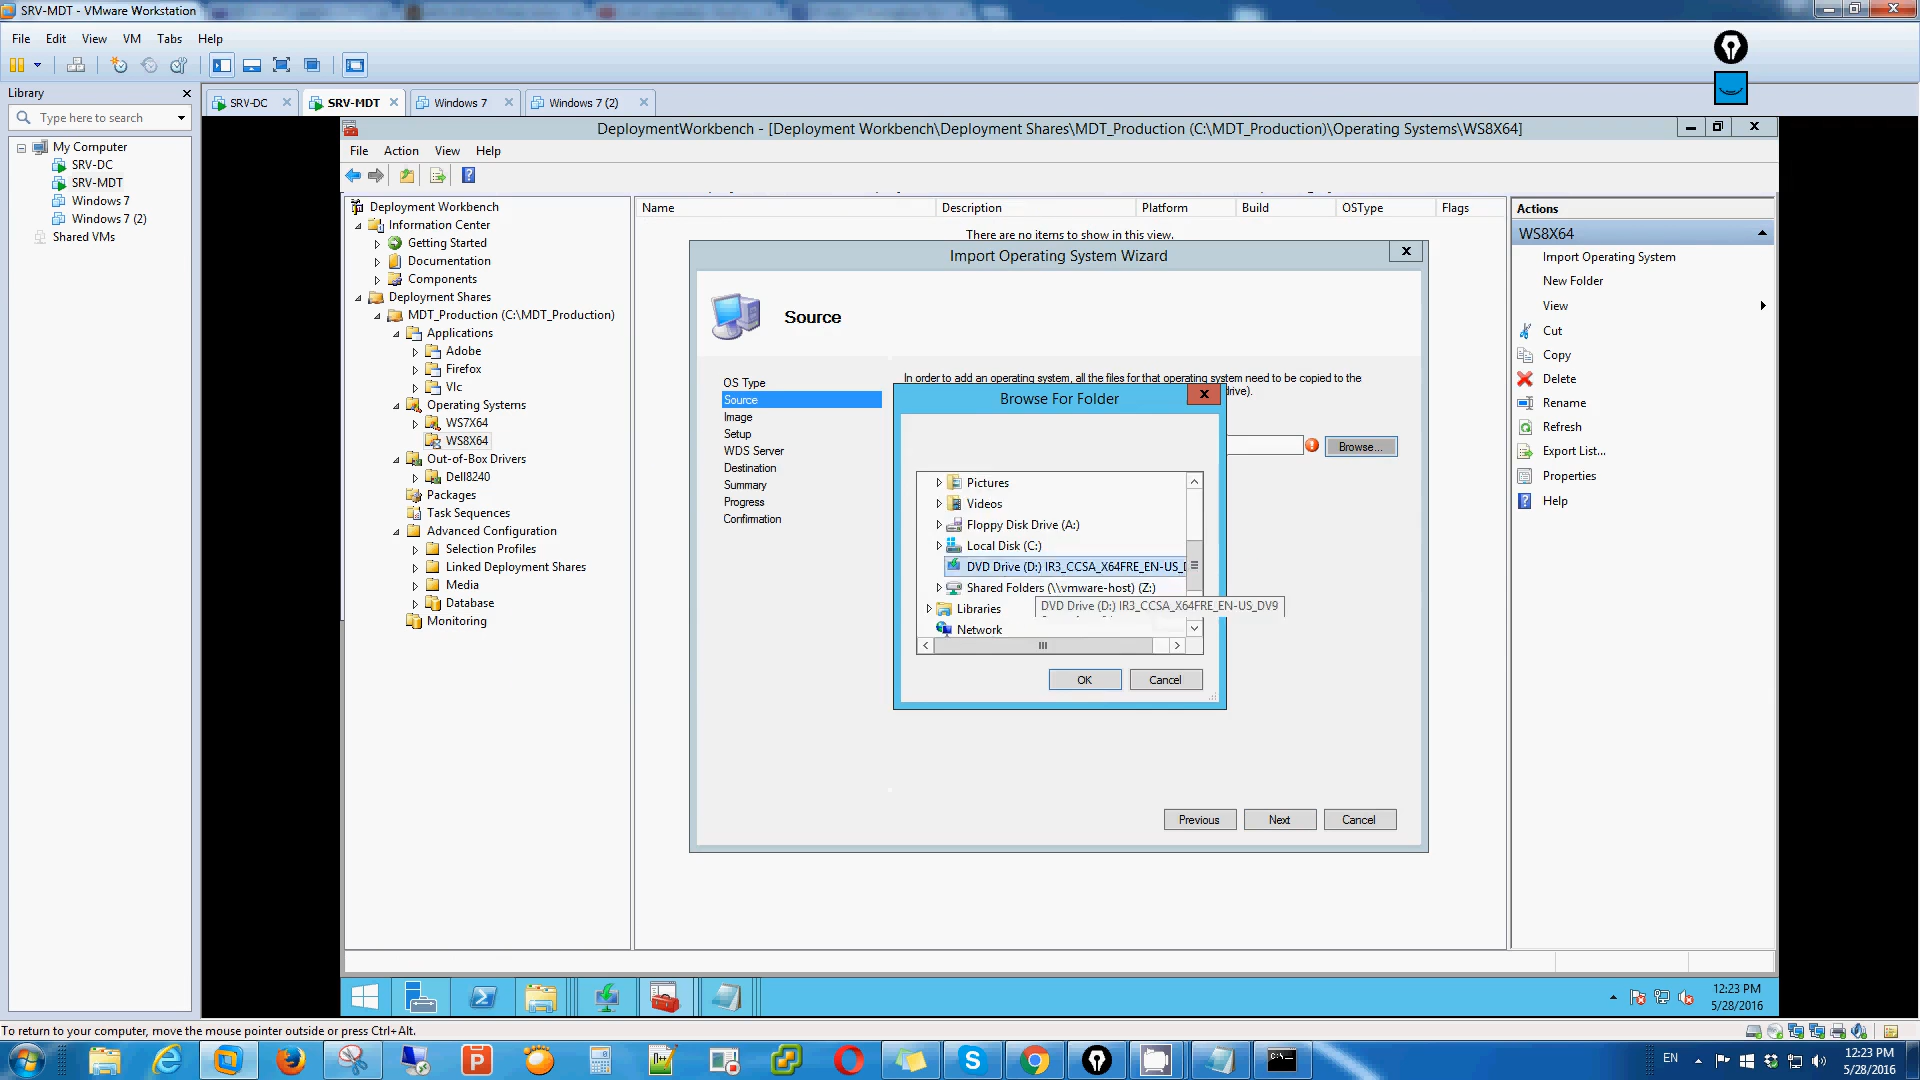 SRV-MDT - VMware Workstation
File Edit View VM Tabs Help
Library
Type here to search
My Computer
SRV-DC
SRV-MDT
Windows 7
Windows 7 (2)
Shared VMs
SRV-DC SRV-MDT Windows 7 Windows 7 (2)
DeploymentWorkbench - [Deployment Workbench\Deployment Shares\MDT_Production (C:\MDT_Production)\Operating Systems\WS8X64]
File Action View Help
Deployment Workbench
Information Center
Getting Started
Documentation
Components
Deployment Shares
MDT_Production (C:\MDT_Production)
Applications
Adobe
Firefox
Vlc
Operating Systems
WS7X64
WS8X64
Out-of-Box Drivers
Dell8240
Packages
Task Sequences
Advanced Configuration
Selection Profiles
Linked Deployment Shares
Media
Database
Monitoring
Name Description Platform Build OSType Flags
There are no items to show in this view.
Import Operating System Wizard
Source
OS Type
Source
Image
Setup
WDS Server
Destination
Summary
Progress
Confirmation
In order to add an operating system, all the files for that operating system need to be copied to the
drive).
Browse...
Browse For Folder
Pictures
Videos
Floppy Disk Drive (A:)
Local Disk (C:)
DVD Drive (D:) IR3_CCSA_X64FRE_EN-US_D
Shared Folders (\\vmware-host) (Z:)
Libraries
DVD Drive (D:) IR3_CCSA_X64FRE_EN-US_DV9
Network
OK Cancel
Previous Next Cancel
Actions
WS8X64
Import Operating System
New Folder
View
Cut
Copy
Delete
Rename
Refresh
Export List...
Properties
Help
12:23 PM
5/28/2016
To return to your computer, move the mouse pointer outside or press Ctrl+Alt.
EN
12:23 PM
5/28/2016